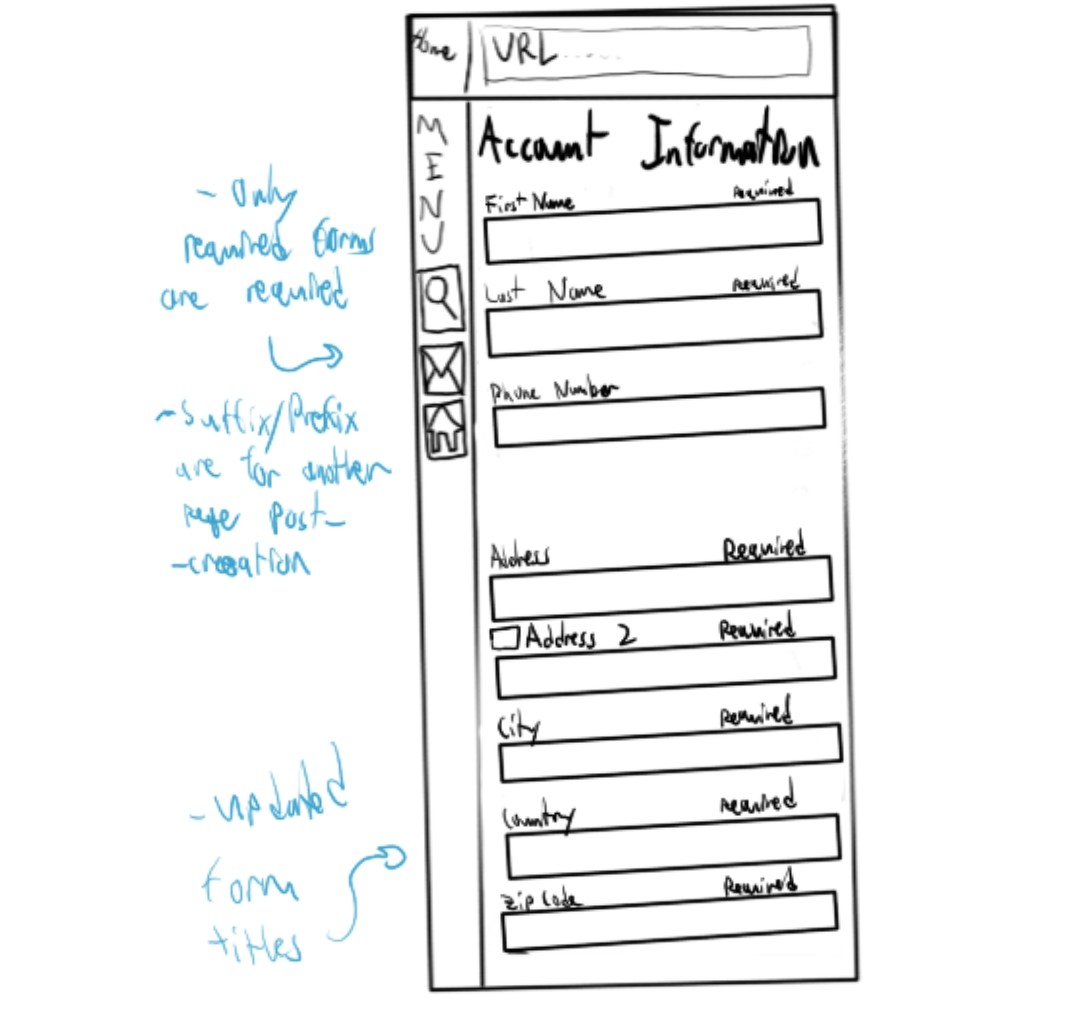 Home
URL
MENU
Account Information
First Name Required
Last Name Required
Phone Number
Address Required
Address 2 Required
City Required
Country Required
Zip Code Required
- Only
required forms
are required
- Suffix/Prefix
are for another
page post-
-creation
- updated
form
titles